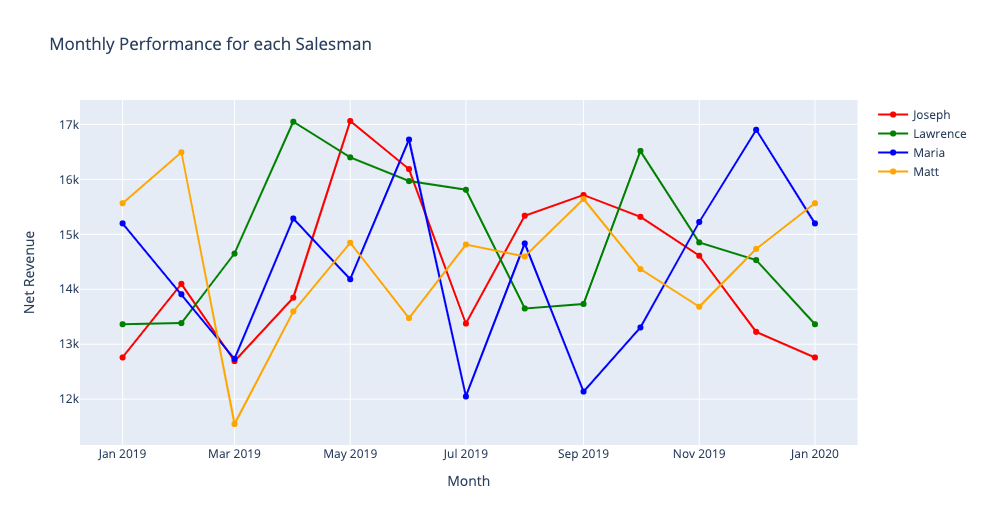 Monthly Performance for each Salesman
Joseph
Lawrence
Maria
Matt
17k
16k
15k
14k
13k
12k
Net Revenue
Jan 2019 Mar 2019 May 2019 Jul 2019 Sep 2019 Nov 2019 Jan 2020
Month